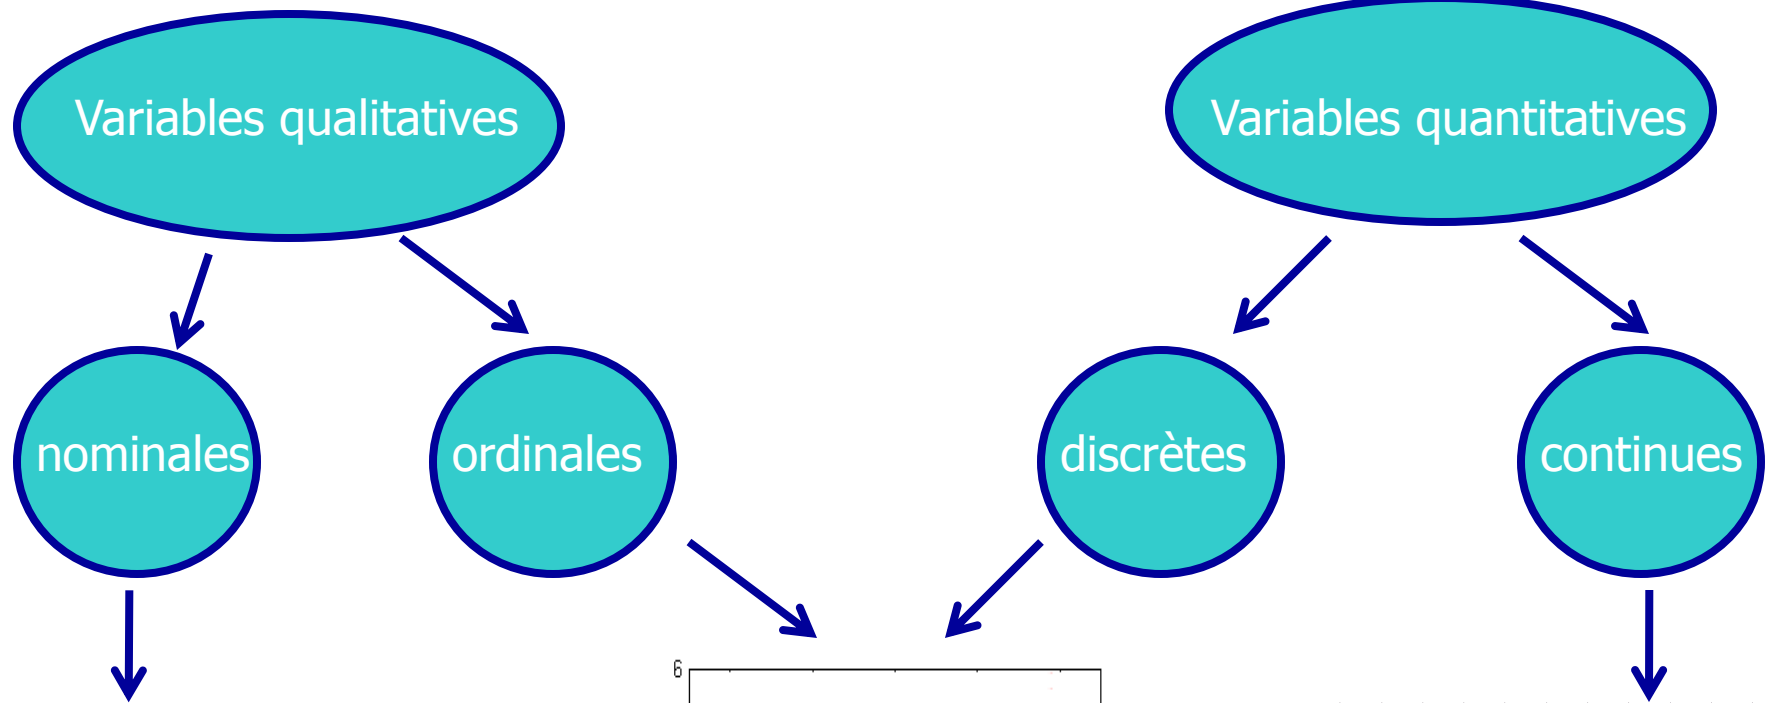 Variables qualitatives
Variables quantitatives
nominales
ordinales
discrètes
continues
6